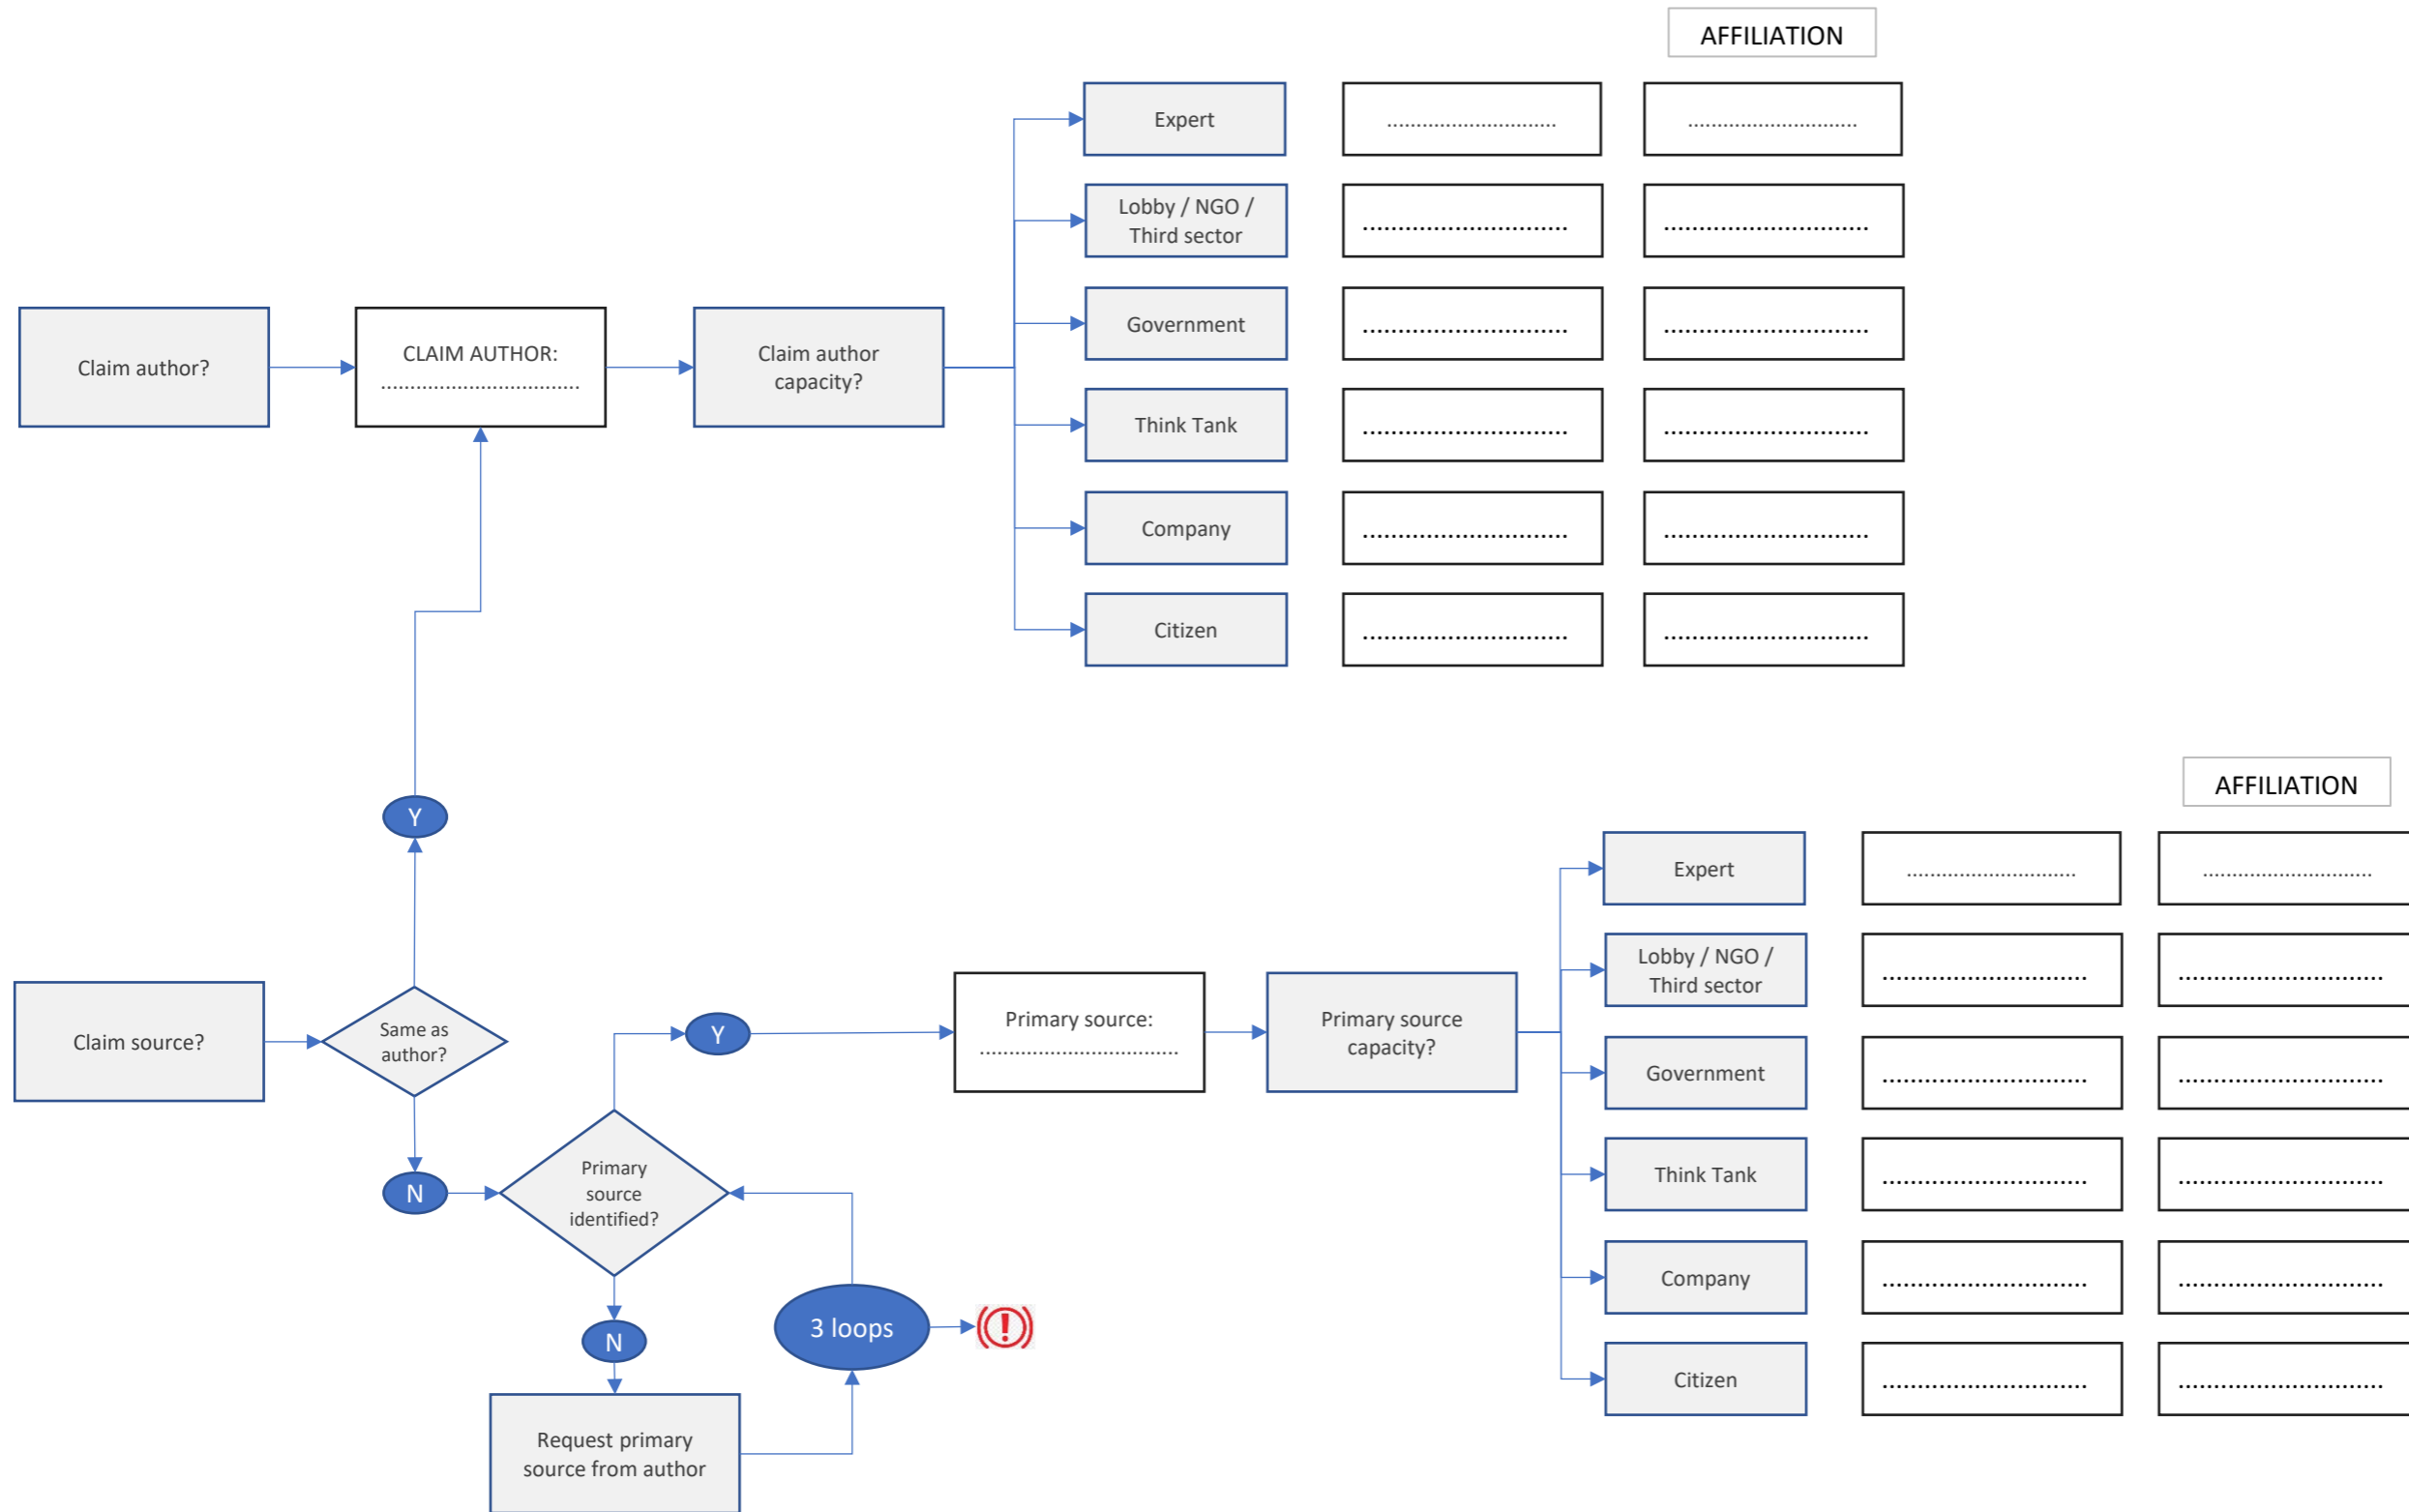 AFFILIATION
Expert
............................
............................
Lobby / NGO /
Third sector
............................
............................
Government
............................
............................
Claim author?
CLAIM AUTHOR:
.................................
Claim author
capacity?
Think Tank
............................
............................
Company
............................
............................
Citizen
............................
............................
Y
AFFILIATION
Expert
............................
............................
Lobby / NGO /
Third sector
............................
............................
Claim source?
Same as
author?
Y
Primary source:
.................................
Primary source
capacity?
Government
............................
............................
N
Primary
source
identified?
Think Tank
............................
............................
Company
............................
............................
N
3 loops
(!)
Citizen
............................
............................
Request primary
source from author